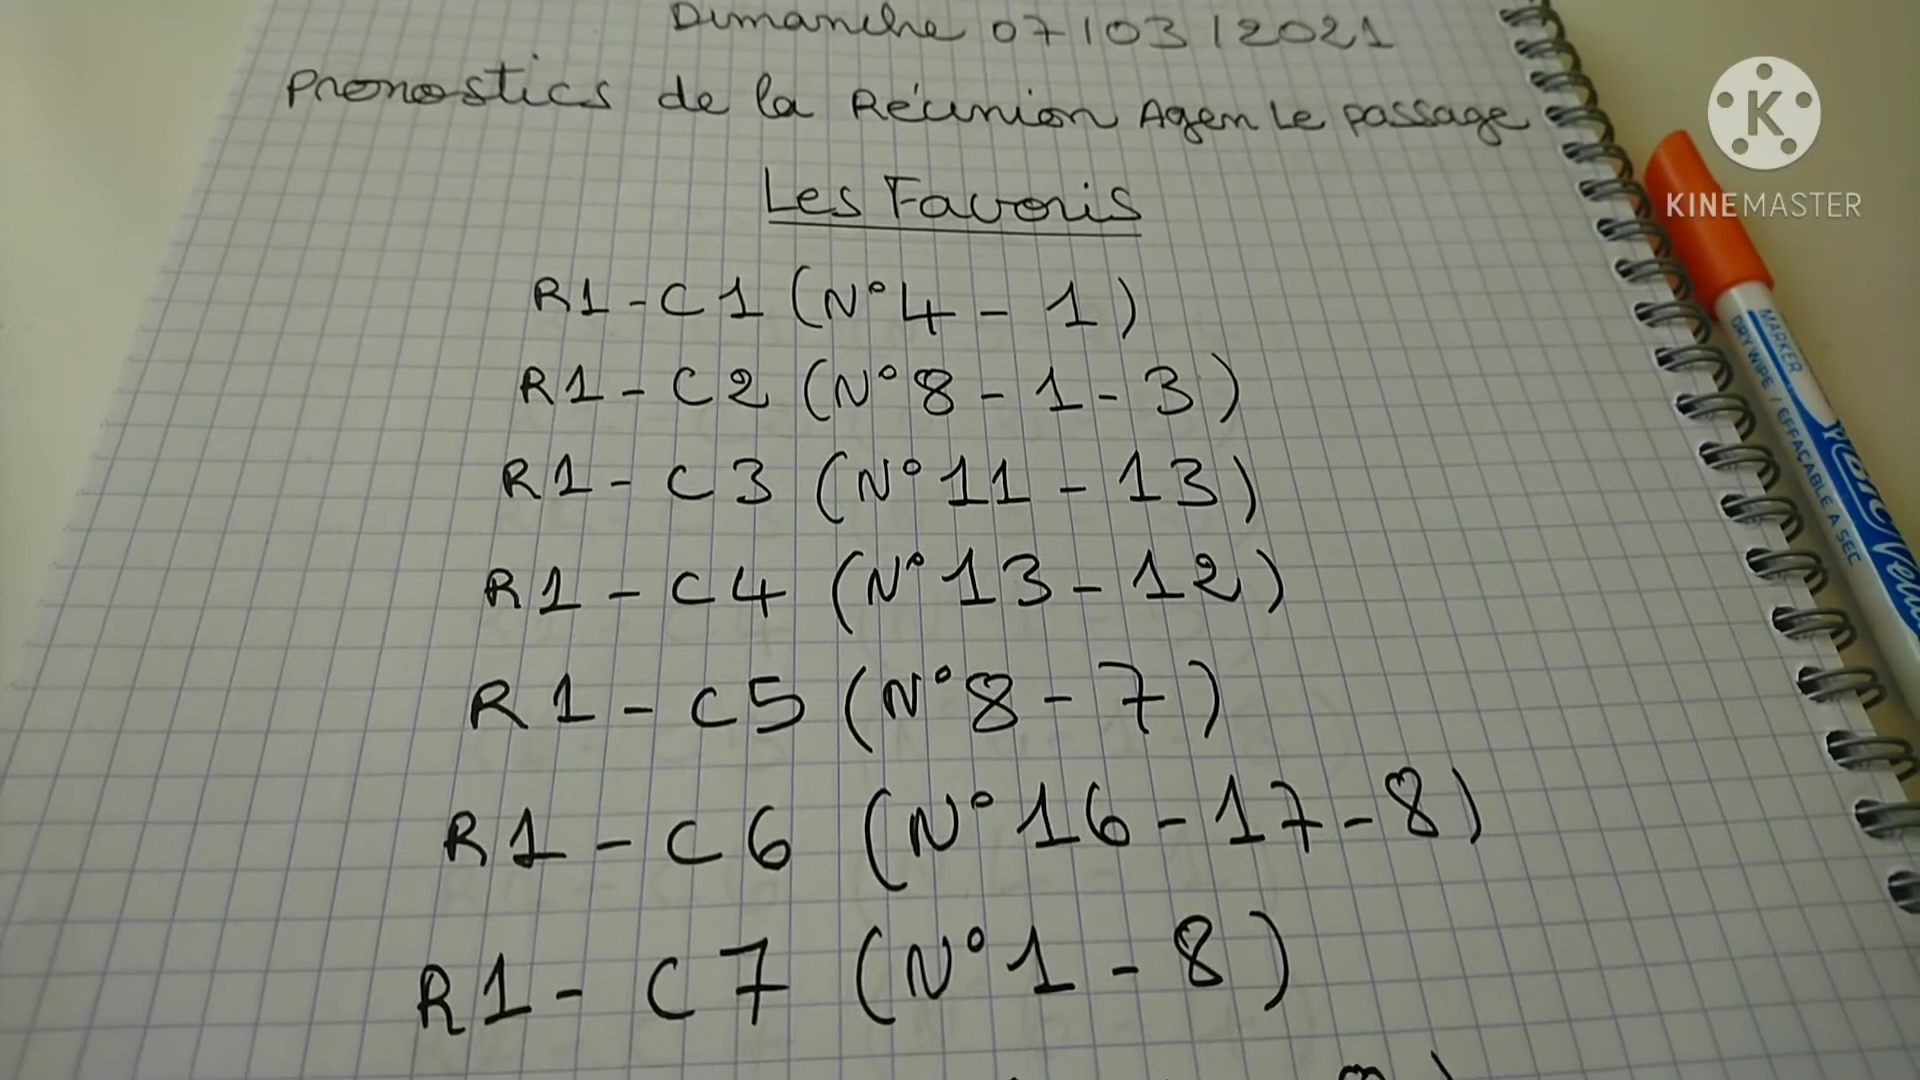 Dimanche 07/03/2021
Pronostics de la Réunion Agen Le passage
Les Favoris
R1-C1 (N°4-1)
R1-C2 (N°8-1-3)
R1-C3 (N°11-13)
R1-C4 (N°13-12)
R1-C5 (N°8-7)
R1-C6 (N°16-17-8)
R1-C7 (N°1-8)
KINEMASTER
MARKER
DRY WIPE / EFFAÇABLE A SEC